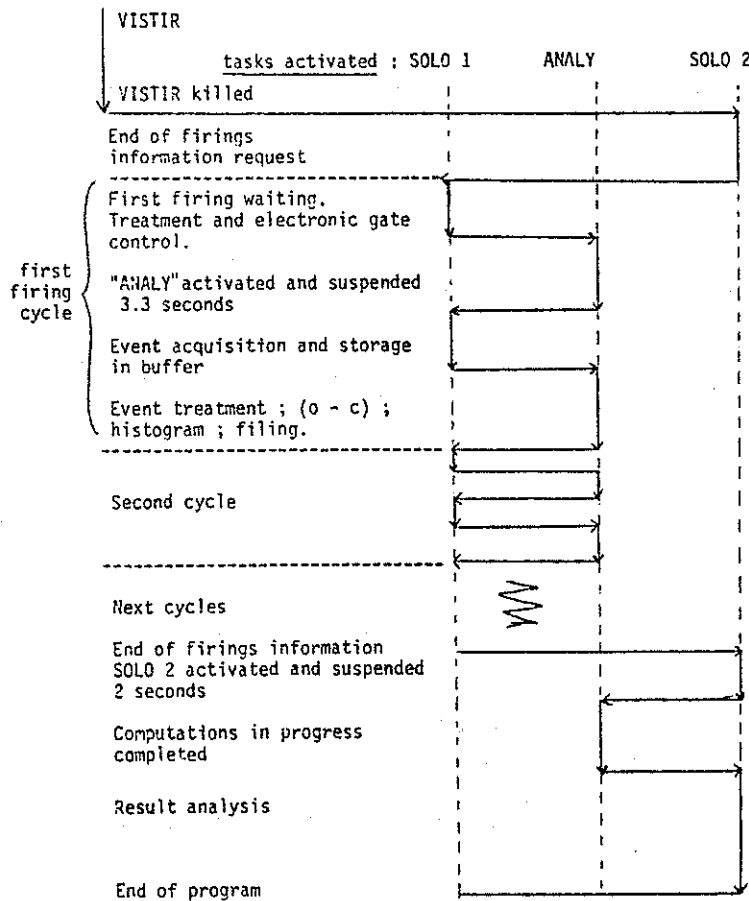 VISTIR
tasks activated : SOLO 1 ANALY SOLO 2
VISTIR killed
End of firings
information request
First firing waiting.
Treatment and electronic gate
control.
first
firing
cycle
"ANALY" activated and suspended
3.3 seconds
Event acquisition and storage
in buffer
Event treatment ; (o - c) ;
histogram ; filing.
Second cycle
Next cycles
End of firings information
SOLO 2 activated and suspended
2 seconds
Computations in progress
completed
Result analysis
End of program